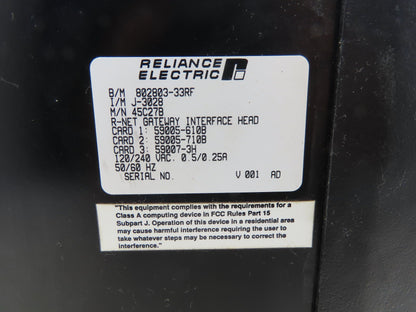 RELIANCE
ELECTRIC
B/M 802803-33RF
I/M J-3028
M/N 45C27B
R-NET GATEWAY INTERFACE HEAD
CARD 1: 59005-610B
CARD 2: 59005-710B
CARD 3: 59007-3H
120/240 VAC. 0.5/0.25A
50/60 HZ
SERIAL NO. V 001 AD
"This equipment complies with the requirements for a
Class A computing device in FCC Rules Part 15
Subpart J. Operation of this device in a residential area
may cause harmful interference requiring the user to
take whatever steps may be necessary to correct the
interference."